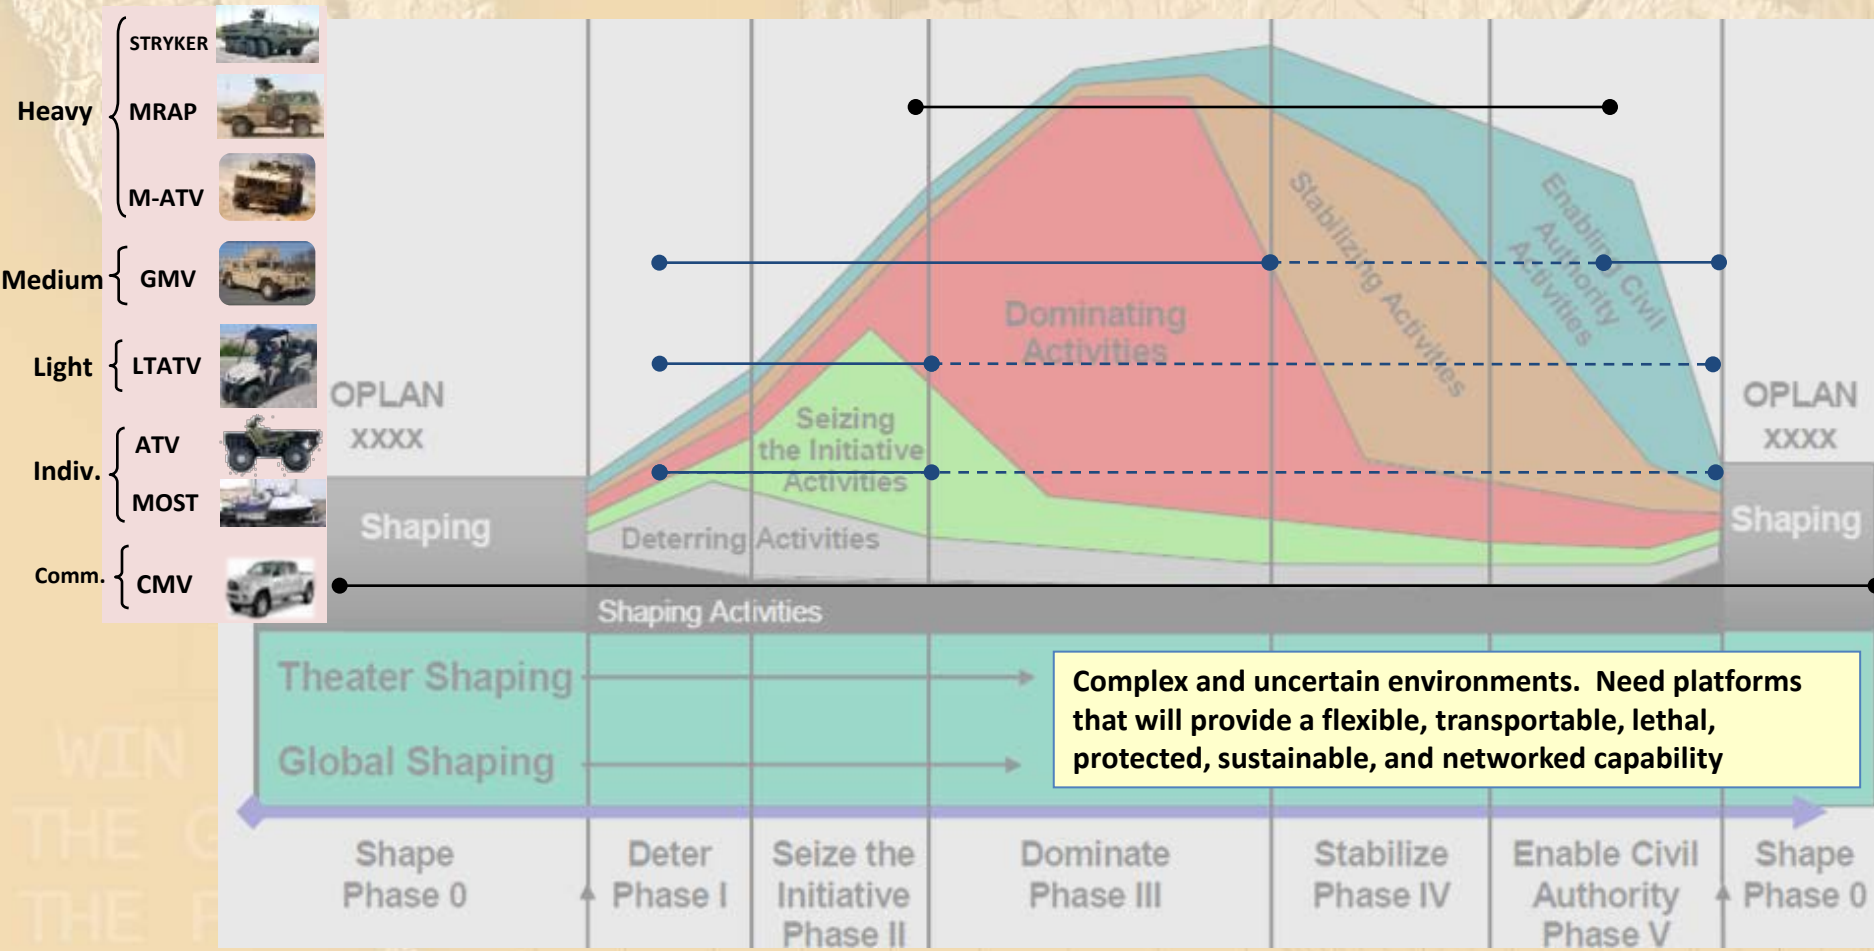 STRYKER
Heavy
MRAP
M-ATV
Medium
GMV
Light
LTATV
ATV
Indiv.
MOST
Comm.
CMV
OPLAN
XXXX
Shaping
Seizing
the Initiative
Activities
Deterring Activities
Shaping Activities
Dominating
Activities
Stabilizing Activities
Enabling Civil
Authority
Activities
OPLAN
XXXX
Shaping
Theater Shaping
Global Shaping
Complex and uncertain environments. Need platforms
that will provide a flexible, transportable, lethal,
protected, sustainable, and networked capability
WIN
THE G
THE F
Shape
Phase 0
Deter
Phase I
Seize the
Initiative
Phase II
Dominate
Phase III
Stabilize
Phase IV
Enable Civil
Authority
Phase V
Shape
Phase 0